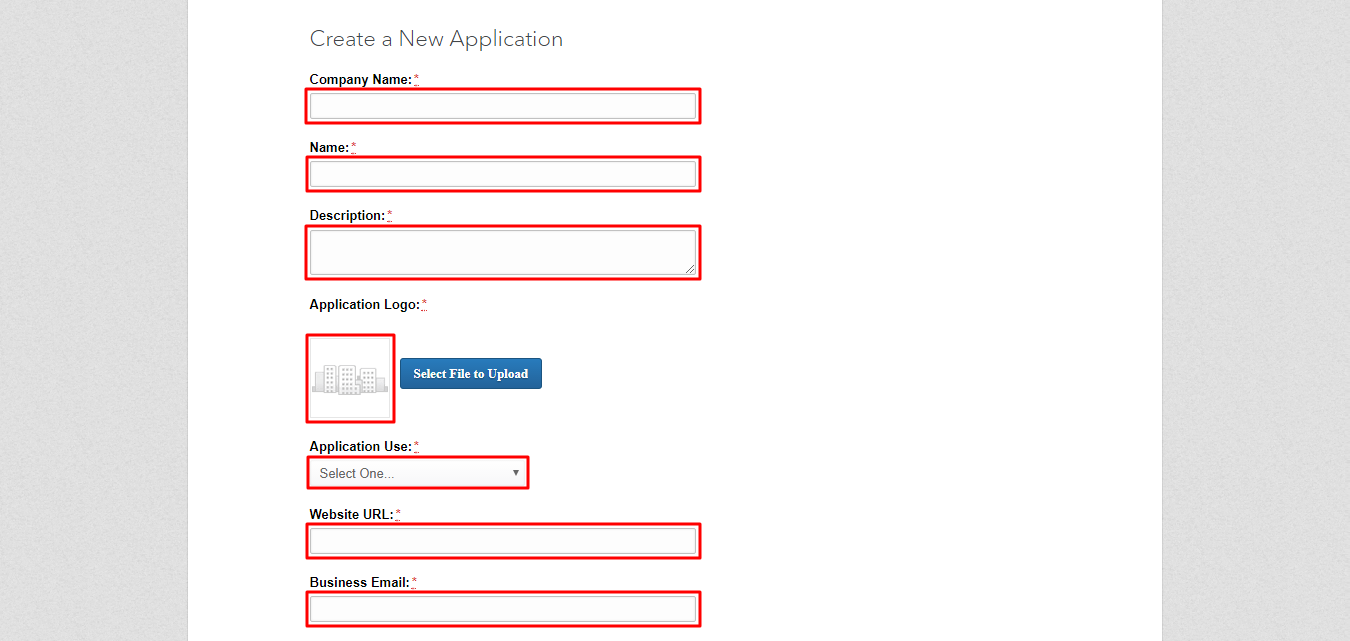 Create a New Application
Company Name:*
Name:*
Description:*
Application Logo:*
Select File to Upload
Application Use:*
Select One...
Website URL:*
Business Email:*